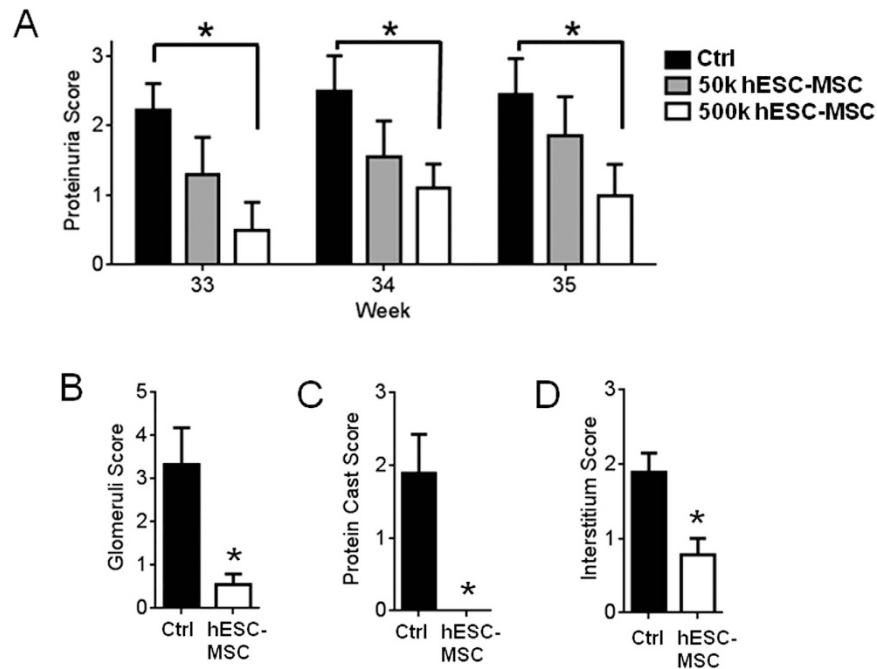 A
* * *
Proteinuria Score
3
2
1
0
33 34 35
Week
Ctrl
50k hESC-MSC
500k hESC-MSC
B
Glomeruli Score
5
4
3
2
1
0
*
Ctrl hESC-
MSC
C
Protein Cast Score
3
2
1
0
*
Ctrl hESC-
MSC
D
Interstitium Score
3
2
1
0
*
Ctrl hESC-
MSC